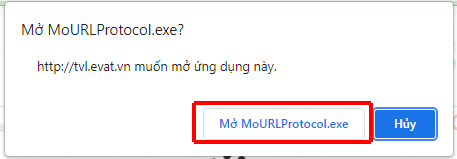 Mở MoURLProtocol.exe?
http://tvl.evat.vn muốn mở ứng dụng này.
Mở MoURLProtocol.exe Hủy